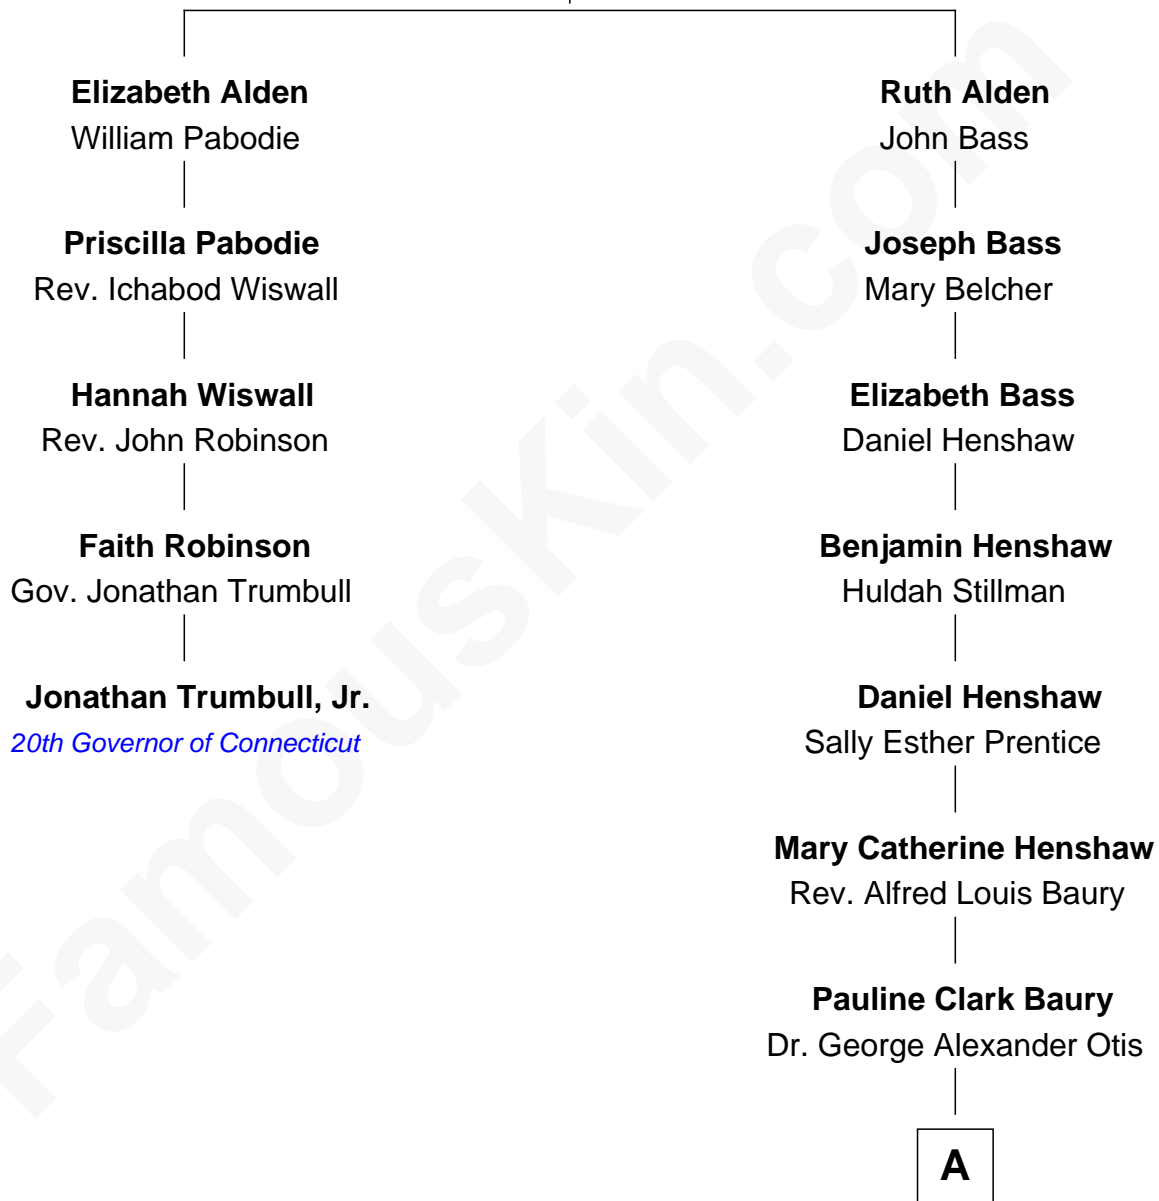 Elizabeth Alden
William Pabodie
Priscilla Pabodie
Rev. Ichabod Wiswall
Hannah Wiswall
Rev. John Robinson
Faith Robinson
Gov. Jonathan Trumbull
Jonathan Trumbull, Jr.
20th Governor of Connecticut
Ruth Alden
John Bass
Joseph Bass
Mary Belcher
Elizabeth Bass
Daniel Henshaw
Benjamin Henshaw
Huldah Stillman
Daniel Henshaw
Sally Esther Prentice
Mary Catherine Henshaw
Rev. Alfred Louis Baury
Pauline Clark Baury
Dr. George Alexander Otis
A
FamousKin.com